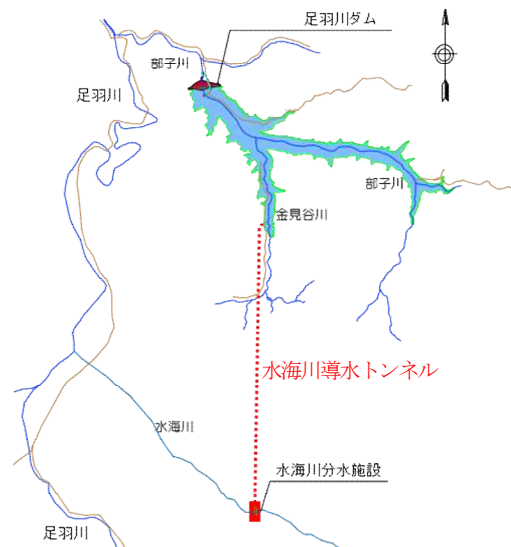 足羽川ダム
部子川
足羽川
部子川
金見谷川
水海川導水トンネル
水海川
水海川分水施設
足羽川